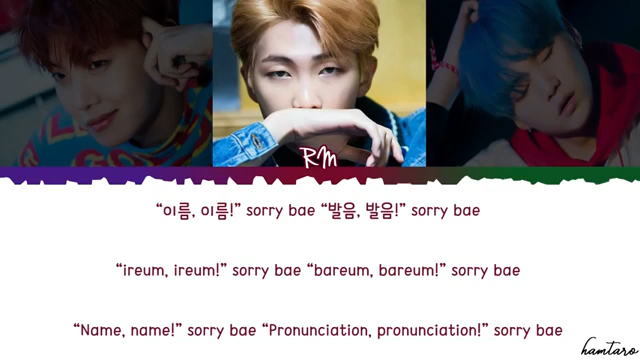 RM
“이름, 이름!” sorry bae “발음, 발음!” sorry bae
“ireum, ireum!” sorry bae “bareum, bareum!” sorry bae
“Name, name!” sorry bae “Pronunciation, pronunciation!” sorry bae
hamtaro